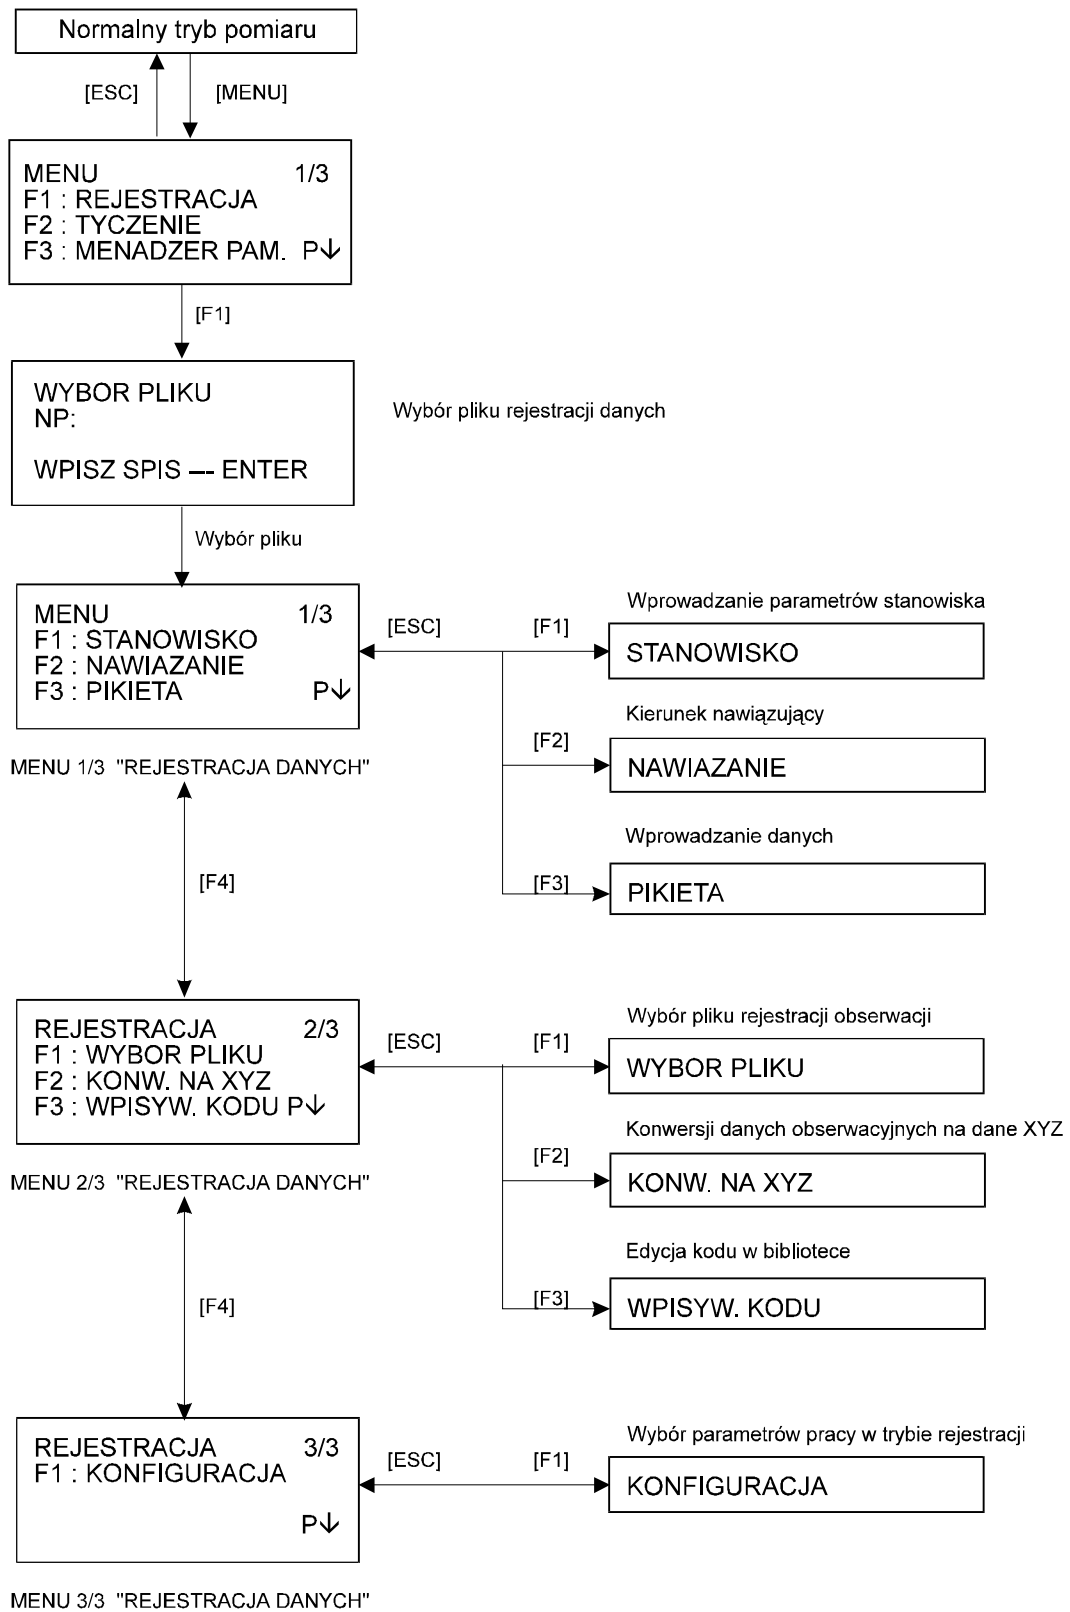 Normalny tryb pomiaru
[ESC] [MENU]
MENU 1/3
F1 : REJESTRACJA
F2 : TYCZENIE
F3 : MENADZER PAM. P↓
[F1]
WYBOR PLIKU
NP:
WPISZ SPIS –- ENTER
Wybór pliku rejestracji danych
Wybór pliku
MENU 1/3
F1 : STANOWISKO
F2 : NAWIAZANIE
F3 : PIKIETA P↓
MENU 1/3 "REJESTRACJA DANYCH"
[ESC] [F1]
Wprowadzanie parametrów stanowiska
STANOWISKO
[F2]
Kierunek nawiązujący
NAWIAZANIE
[F3]
Wprowadzanie danych
PIKIETA
[F4]
REJESTRACJA 2/3
F1 : WYBOR PLIKU
F2 : KONW. NA XYZ
F3 : WPISYW. KODU P↓
MENU 2/3 "REJESTRACJA DANYCH"
[ESC] [F1]
Wybór pliku rejestracji obserwacji
WYBOR PLIKU
[F2]
Konwersji danych obserwacyjnych na dane XYZ
KONW. NA XYZ
[F3]
Edycja kodu w bibliotece
WPISYW. KODU
[F4]
REJESTRACJA 3/3
F1 : KONFIGURACJA
P↓
MENU 3/3 "REJESTRACJA DANYCH"
[ESC] [F1]
Wybór parametrów pracy w trybie rejestracji
KONFIGURACJA